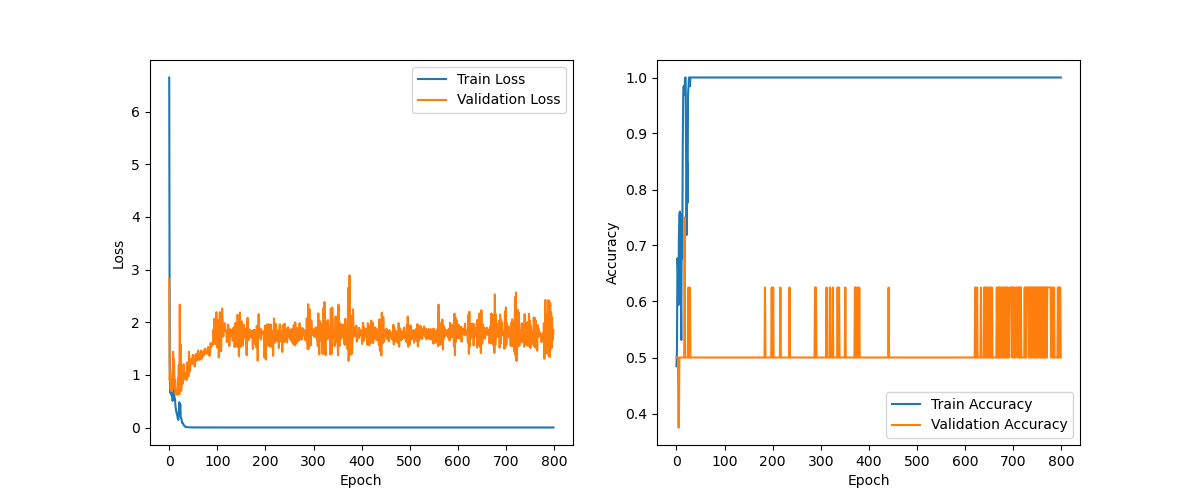 Train Loss
Validation Loss
6
5
4
3
2
1
0
Loss
0 100 200 300 400 500 600 700 800
Epoch
1.0
0.9
0.8
0.7
0.6
0.5
0.4
Accuracy
Train Accuracy
Validation Accuracy
0 100 200 300 400 500 600 700 800
Epoch